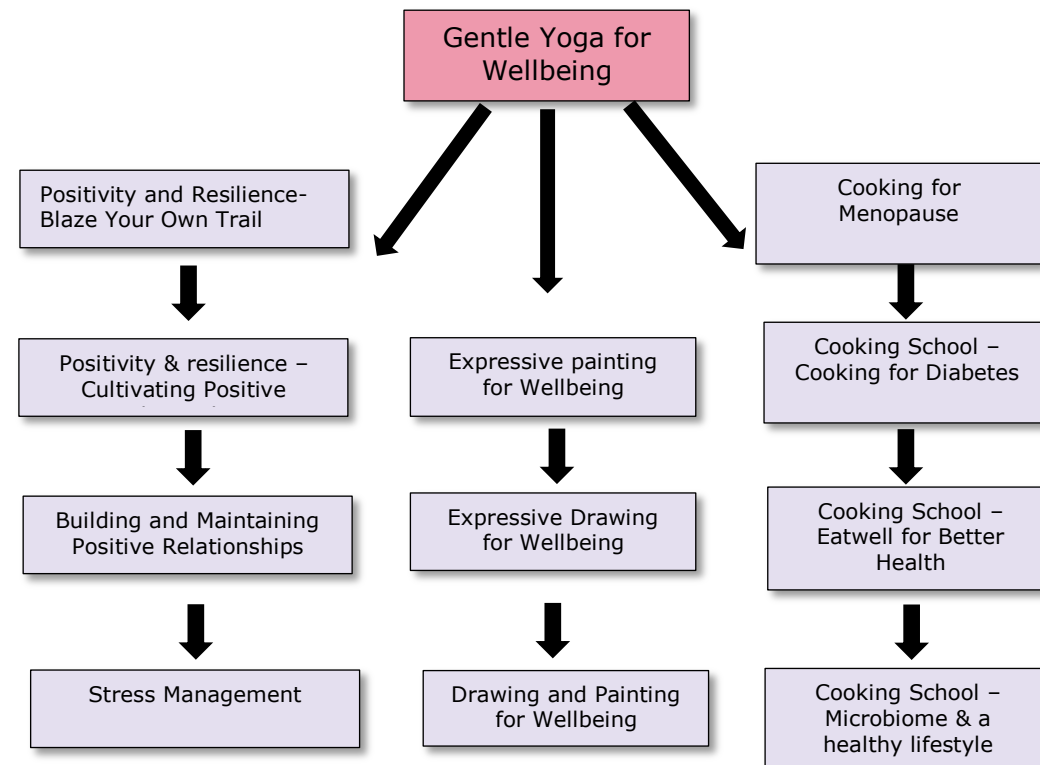 Gentle Yoga for
Wellbeing
Positivity and Resilience-
Blaze Your Own Trail
Positivity & resilience –
Cultivating Positive
Building and Maintaining
Positive Relationships
Stress Management
Expressive painting
for Wellbeing
Expressive Drawing
for Wellbeing
Drawing and Painting
for Wellbeing
Cooking for
Menopause
Cooking School –
Cooking for Diabetes
Cooking School –
Eatwell for Better
Health
Cooking School –
Microbiome & a
healthy lifestyle